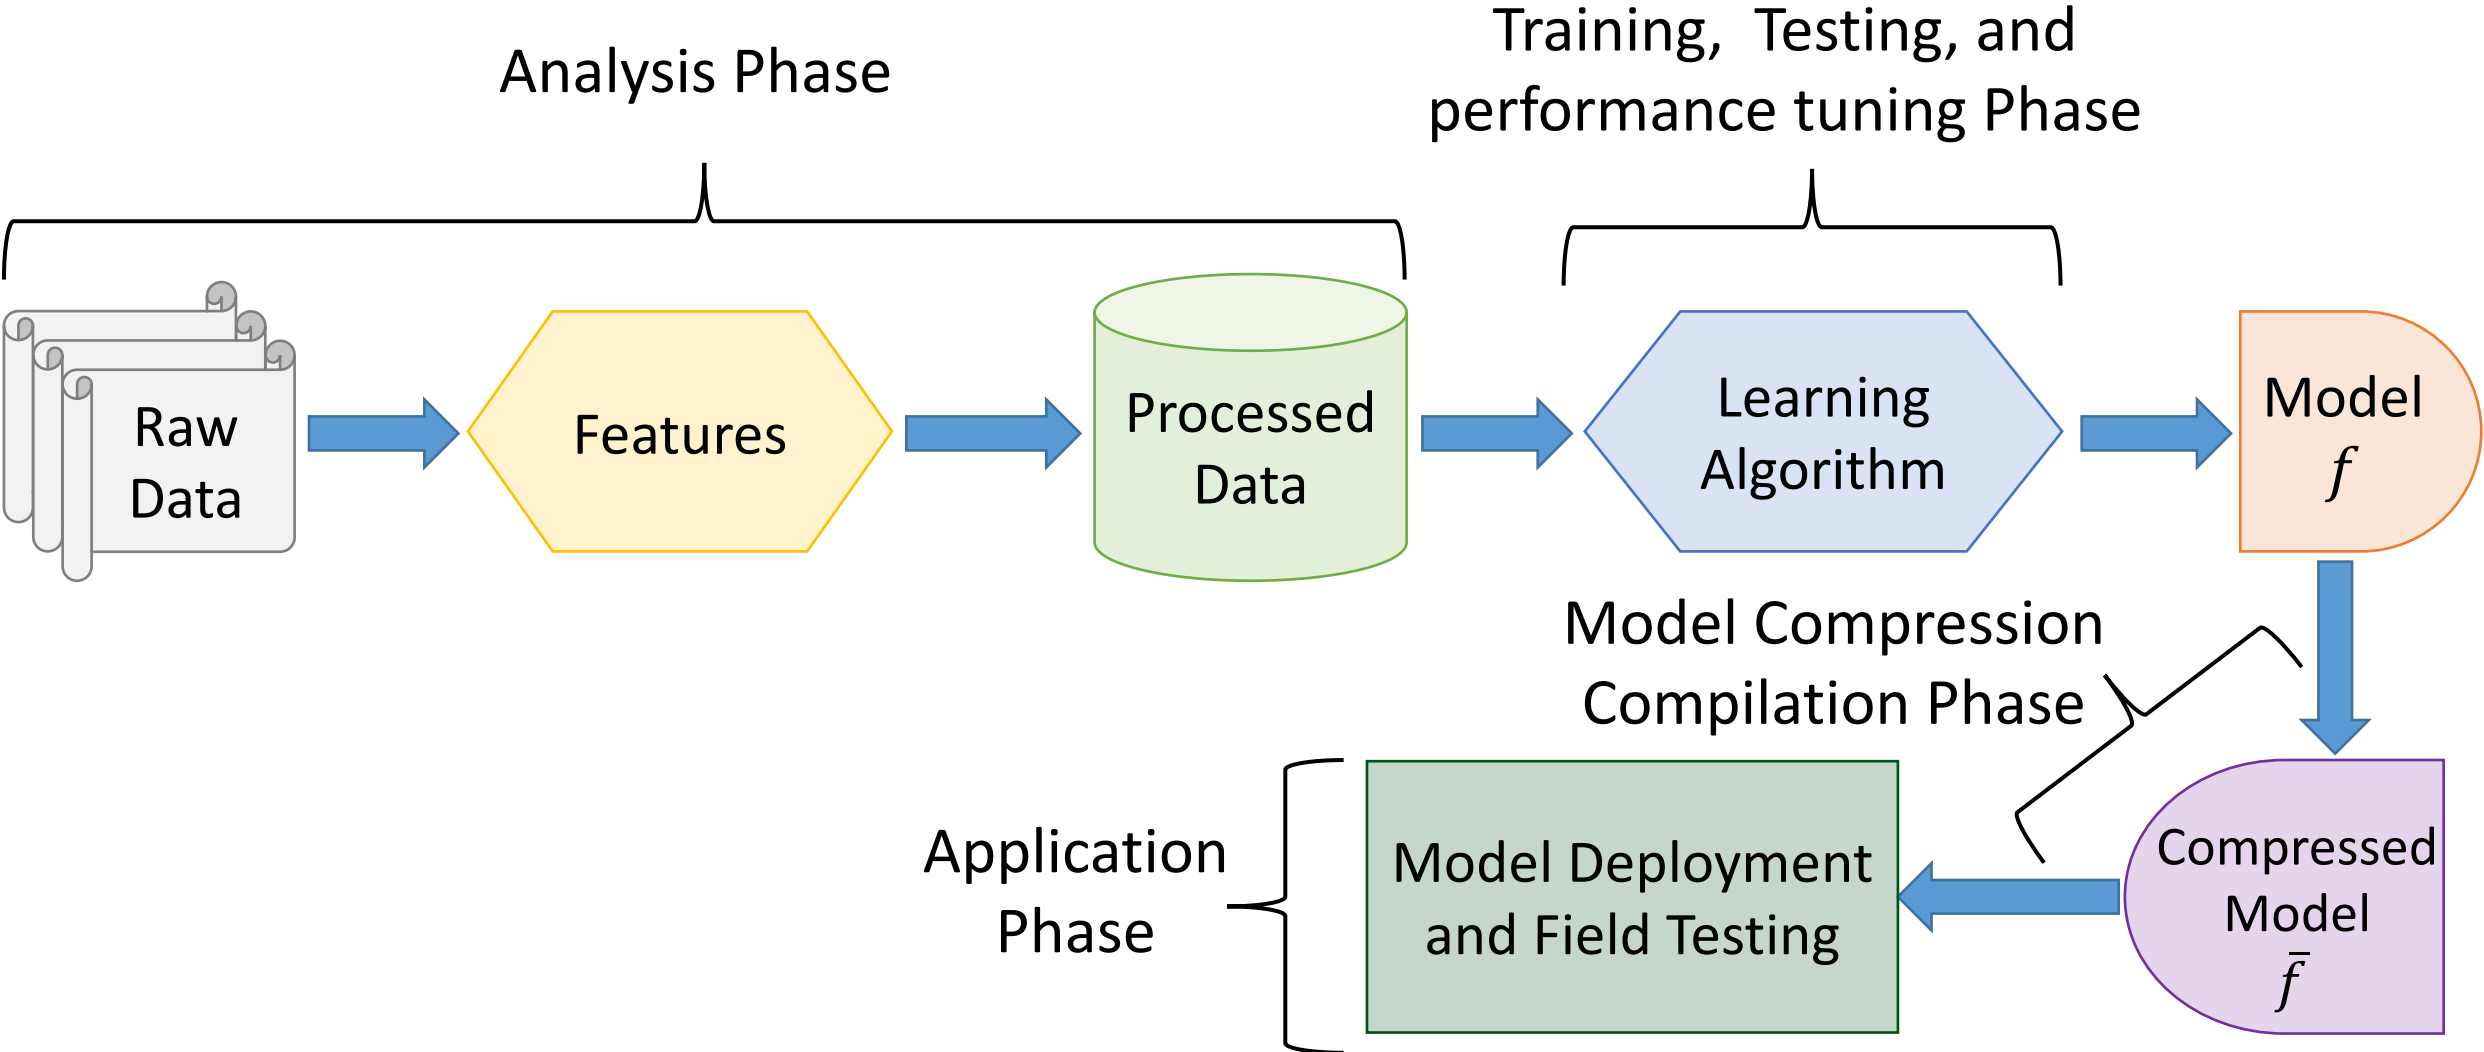 Analysis Phase
Training, Testing, and
performance tuning Phase
Raw
Data
Features
Processed
Data
Learning
Algorithm
Model
f
Model Compression
Compilation Phase
Application
Phase
Model Deployment
and Field Testing
Compressed
Model
f̄